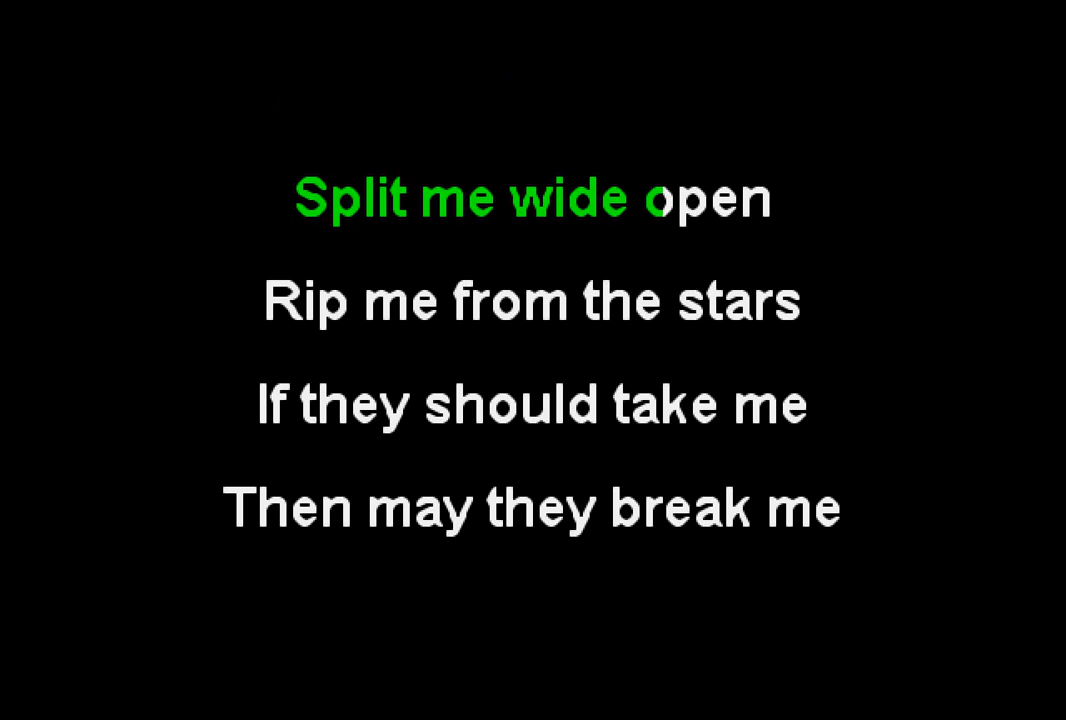 Split me wide open
Rip me from the stars
If they should take me
Then may they break me